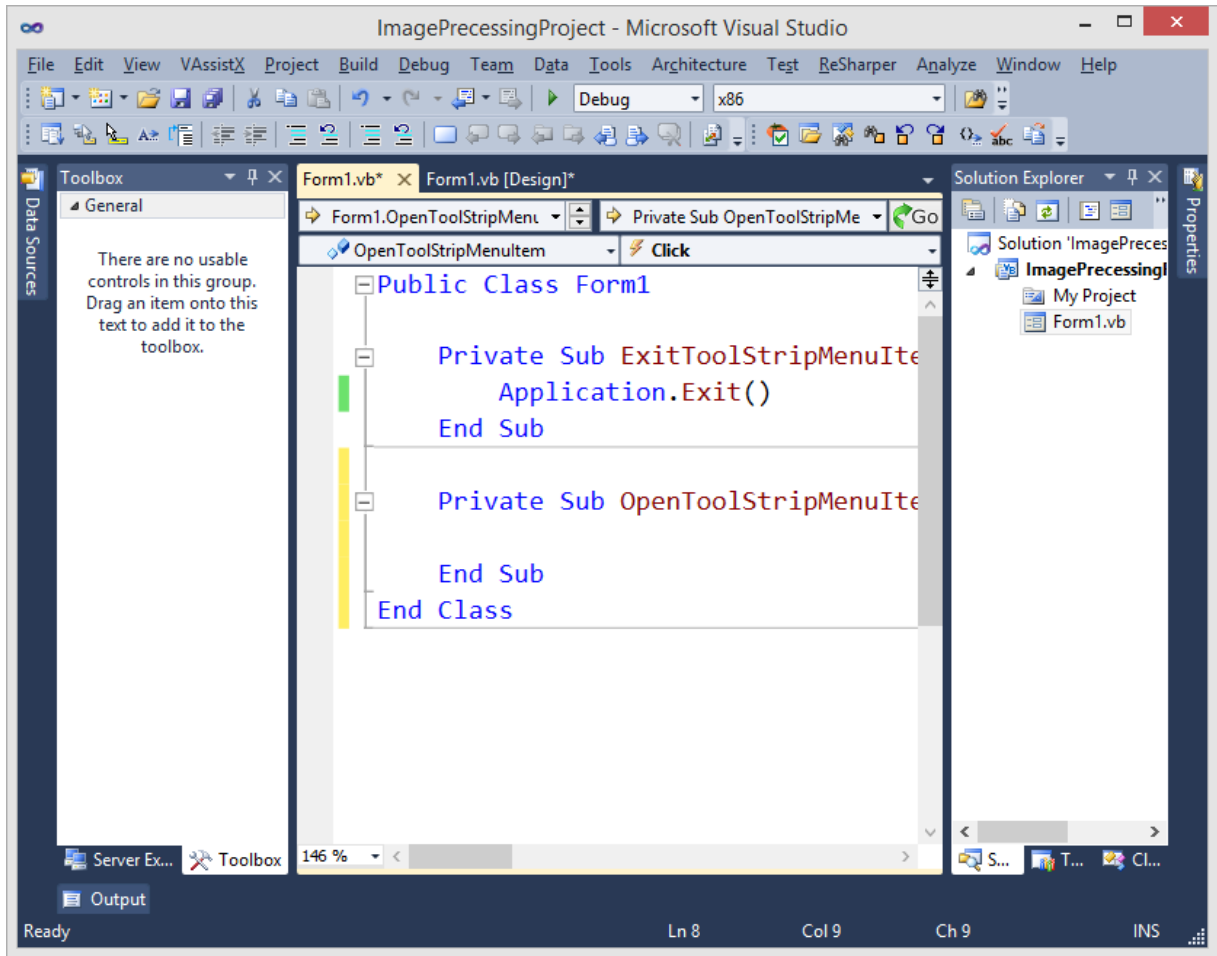 ImagePrecessingProject - Microsoft Visual Studio
File Edit View VAssistX Project Build Debug Team Data Tools Architecture Test ReSharper Analyze Window Help
Debug x86
Data Sources
Toolbox
General
There are no usable
controls in this group.
Drag an item onto this
text to add it to the
toolbox.
Server Ex... Toolbox
Form1.vb* Form1.vb [Design]*
Form1.OpenToolStripMenu Private Sub OpenToolStripMe Go
OpenToolStripMenuItem Click
Public Class Form1
Private Sub ExitToolStripMenuIte
Application.Exit()
End Sub
Private Sub OpenToolStripMenuIte
End Sub
End Class
146 %
Solution Explorer
Solution 'ImagePreces
ImagePrecessingI
My Project
Form1.vb
S... T... Cl...
Properties
Output
Ready Ln 8 Col 9 Ch 9 INS